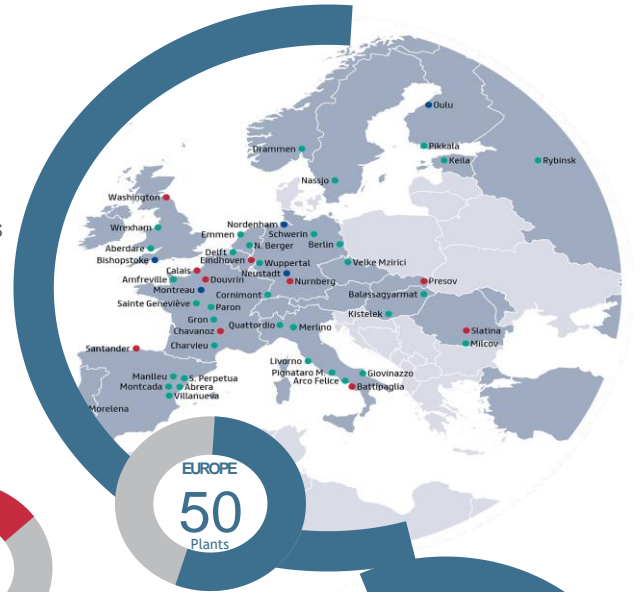 Oulu
Drammen
Pikkala
Keila
Rybinsk
Nassjo
Washington
Wrexham
Nordenham
Emmen
Schwerin
Aberdare
N. Berger
Berlin
Delft
Bishopstoke
Eindhoven
Wuppertal
Velke Mzirici
Calais
Neustadt
Amfreville
Douvrin
Nurnberg
Presov
Montreau
Cornimont
Balassagyarmat
Sainte Geneviève
Paron
Kistelek
Gron
Quattordio
Merlino
Chavanoz
Slatina
Charvieu
Milcov
Santander
Livorno
Manlleu
S. Perpetua
Pignataro M.
Giovinazzo
Montcada
Abrera
Arco Felice
Battipaglia
Villanueva
Morelena
EUROPE
50
Plants
s